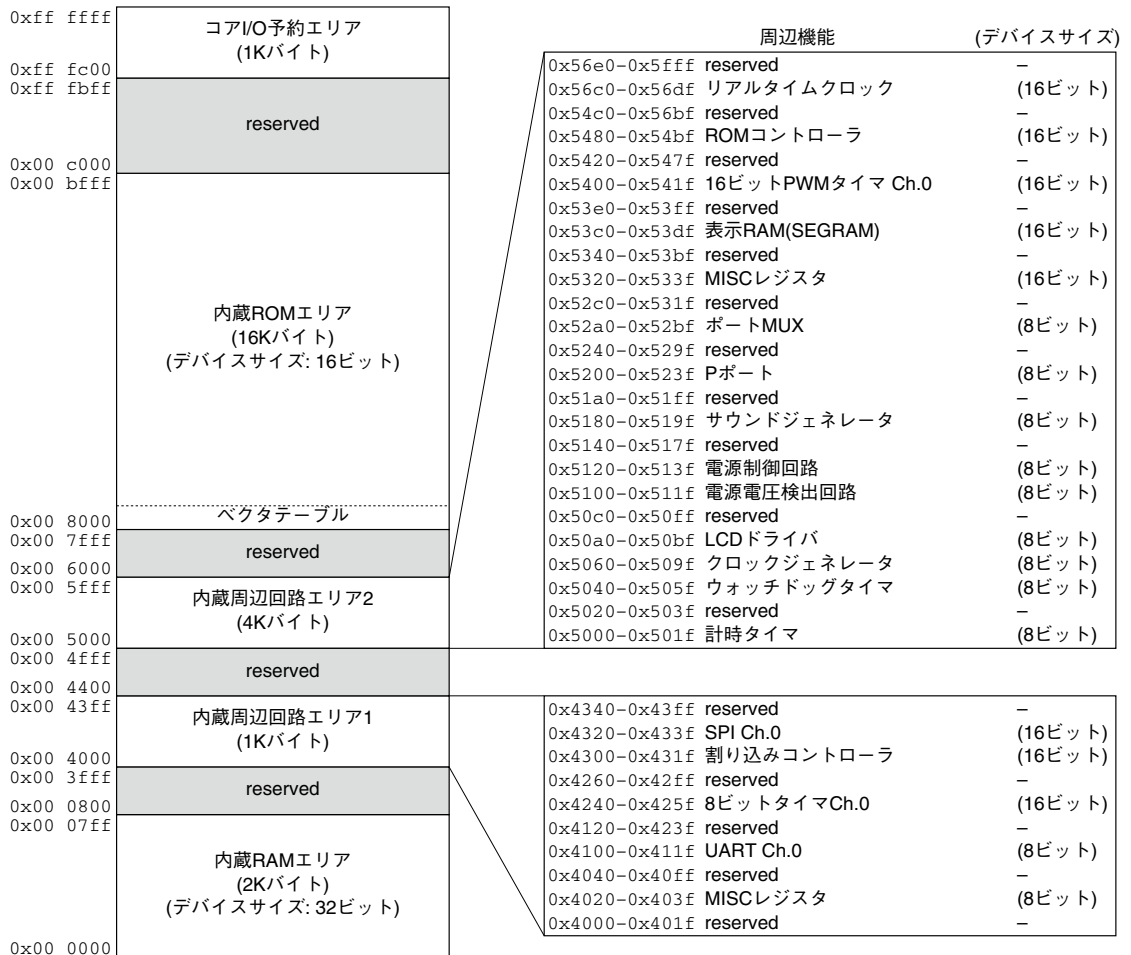 0xff ffff
コアI/O予約エリア
(1Kバイト)
0xff fc00
0xff fbff
reserved
0x00 c000
0x00 bfff
内蔵ROMエリア
(16Kバイト)
(デバイスサイズ: 16ビット)
ベクタテーブル
0x00 8000
0x00 7fff
reserved
0x00 6000
0x00 5fff
内蔵周辺回路エリア2
(4Kバイト)
0x00 5000
0x00 4fff
reserved
0x00 4400
0x00 43ff
内蔵周辺回路エリア1
(1Kバイト)
0x00 4000
0x00 3fff
reserved
0x00 0800
0x00 07ff
内蔵RAMエリア
(2Kバイト)
(デバイスサイズ: 32ビット)
0x00 0000
周辺機能 (デバイスサイズ)
0x56e0–0x5fff reserved –
0x56c0–0x56df リアルタイムクロック (16ビット)
0x54c0–0x56bf reserved –
0x5480–0x54bf ROMコントローラ (16ビット)
0x5420–0x547f reserved –
0x5400–0x541f 16ビットPWMタイマ Ch.0 (16ビット)
0x53e0–0x53ff reserved –
0x53c0–0x53df 表示RAM(SEGRAM) (16ビット)
0x5340–0x53bf reserved –
0x5320–0x533f MISCレジスタ (16ビット)
0x52c0–0x531f reserved –
0x52a0–0x52bf ポートMUX (8ビット)
0x5240–0x529f reserved –
0x5200–0x523f Pポート (8ビット)
0x51a0–0x51ff reserved –
0x5180–0x519f サウンドジェネレータ (8ビット)
0x5140–0x517f reserved –
0x5120–0x513f 電源制御回路 (8ビット)
0x5100–0x511f 電源電圧検出回路 (8ビット)
0x50c0–0x50ff reserved –
0x50a0–0x50bf LCDドライバ (8ビット)
0x5060–0x509f クロックジェネレータ (8ビット)
0x5040–0x505f ウォッチドッグタイマ (8ビット)
0x5020–0x503f reserved –
0x5000–0x501f 計時タイマ (8ビット)
0x4340–0x43ff reserved –
0x4320–0x433f SPI Ch.0 (16ビット)
0x4300–0x431f 割り込みコントローラ (16ビット)
0x4260–0x42ff reserved –
0x4240–0x425f 8ビットタイマCh.0 (16ビット)
0x4120–0x423f reserved –
0x4100–0x411f UART Ch.0 (8ビット)
0x4040–0x40ff reserved –
0x4020–0x403f MISCレジスタ (8ビット)
0x4000–0x401f reserved –